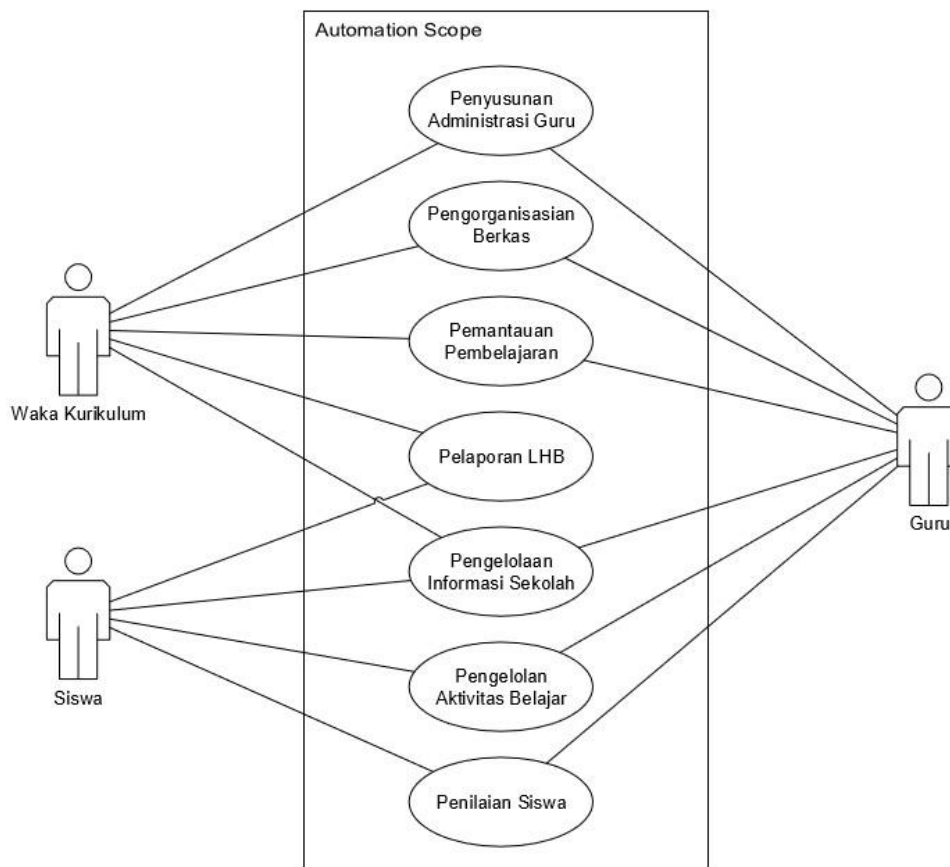 Automation Scope
Penyusunan
Administrasi Guru
Pengorganisasian
Berkas
Pemantauan
Pembelajaran
Waka Kurikulum
Pelaporan LHB
Guru
Pengelolaan
Informasi Sekolah
Siswa
Pengelolan
Aktivitas Belajar
Penilaian Siswa